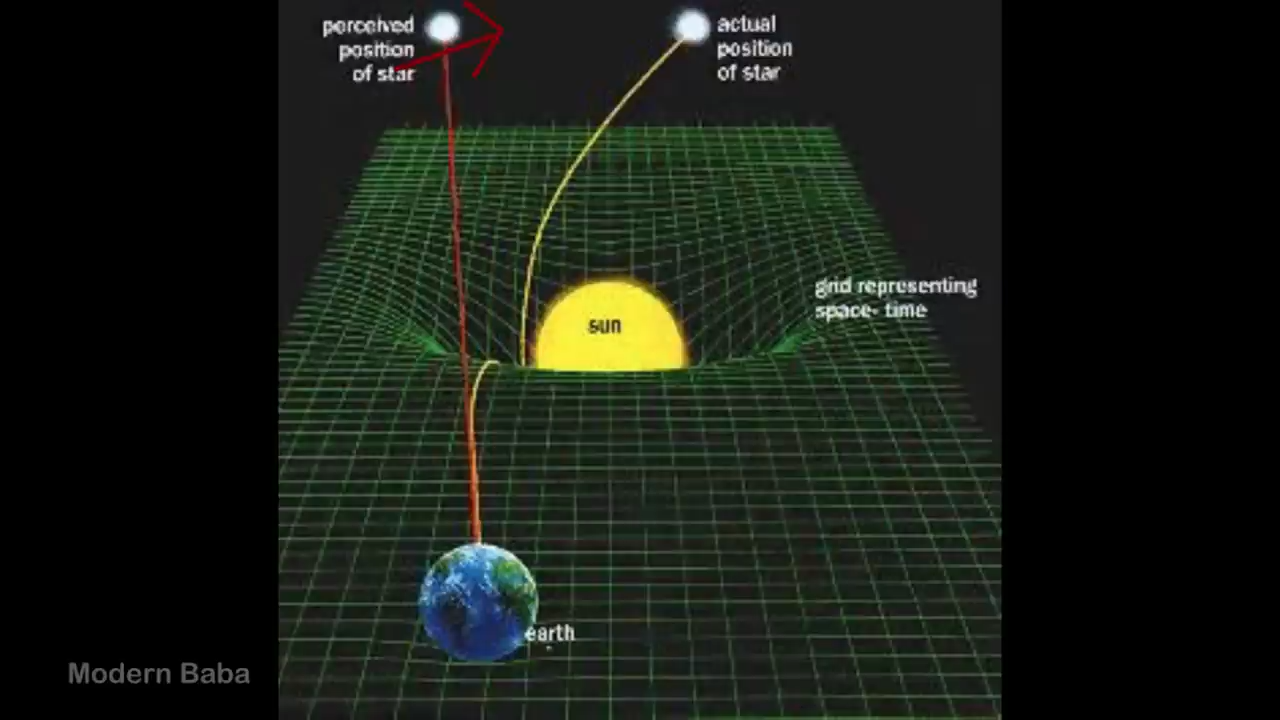 perceived
position
of star
actual
position
of star
grid representing
space- time
sun
earth
Modern Baba